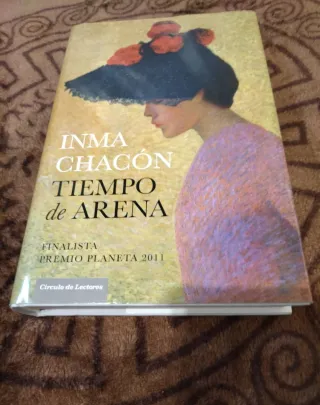 INMA
CHACÓN
TIEMPO
de ARENA
FINALISTA
PREMIO PLANETA 2011
Círculo de Lectores